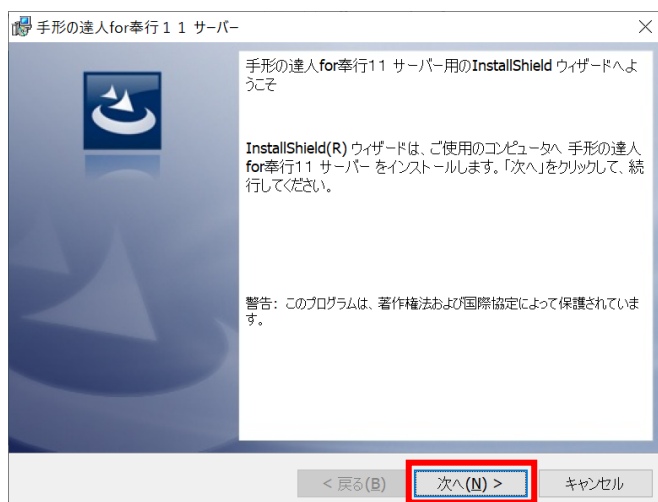 手形の達人for奉行１１ サーバー
手形の達人for奉行11 サーバー用のInstallShield ウィザードへよ
うこそ
InstallShield(R) ウィザードは、ご使用のコンピュータへ 手形の達人
for奉行11 サーバー をインストールします。「次へ」をクリックして、続
行してください。
警告: このプログラムは、著作権法および国際協定によって保護されていま
す。
< 戻る(B)
次へ(N) >
キャンセル